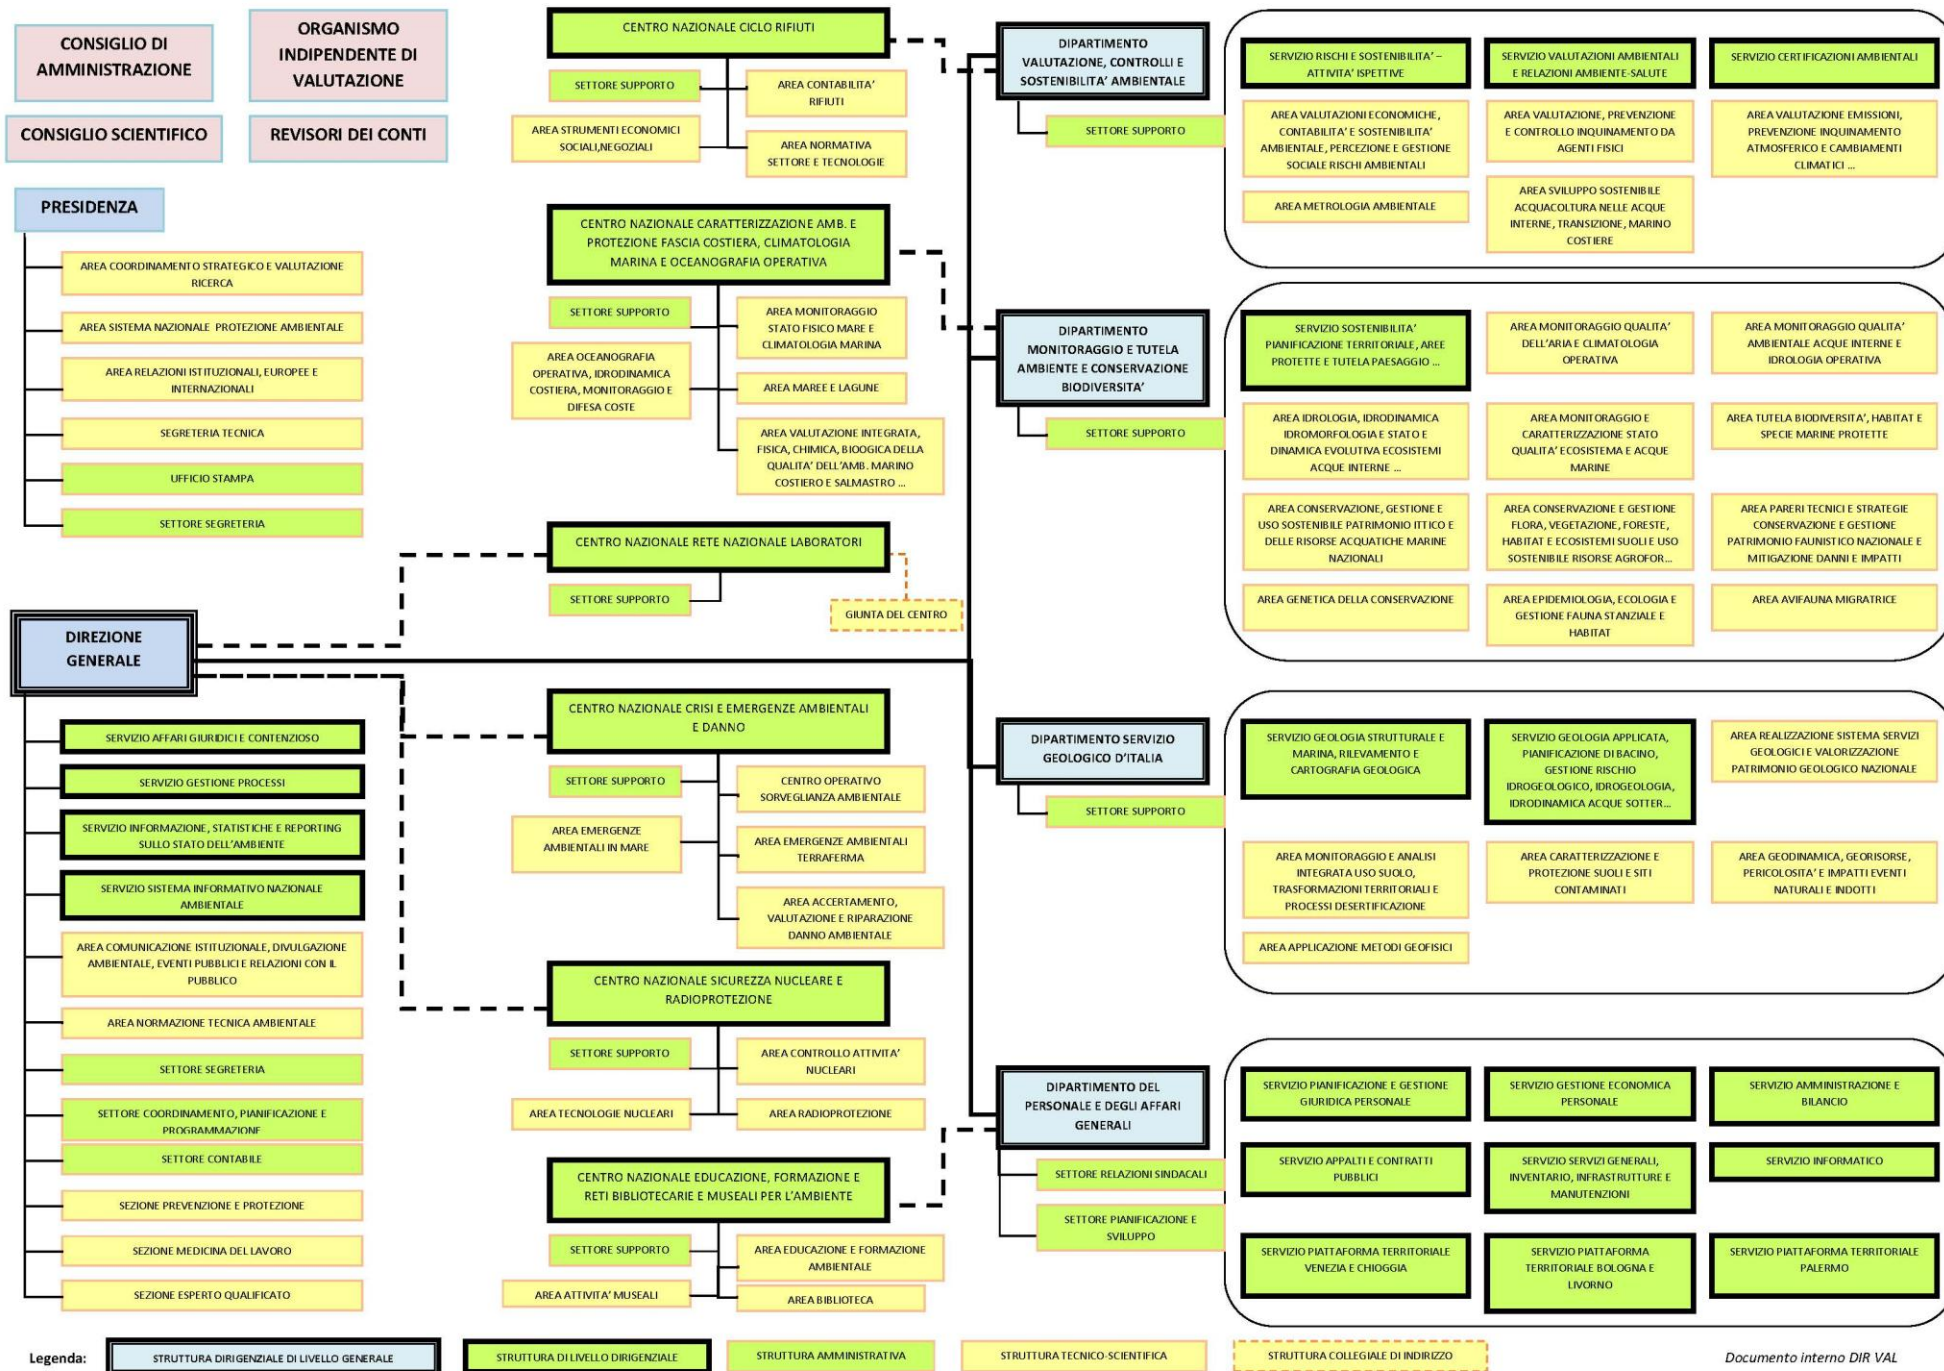 CONSIGLIO DI
AMMINISTRAZIONE
ORGANISMO
INDIPENDENTE DI
VALUTAZIONE
CONSIGLIO SCIENTIFICO
REVISORI DEI CONTI
PRESIDENZA
AREA COORDINAMENTO STRATEGICO E VALUTAZIONE
RICERCA
AREA SISTEMA NAZIONALE PROTEZIONE AMBIENTALE
AREA RELAZIONI ISTITUZIONALI, EUROPEE E
INTERNAZIONALI
SEGRETERIA TECNICA
UFFICIO STAMPA
SETTORE SEGRETERIA
DIREZIONE
GENERALE
SERVIZIO AFFARI GIURIDICI E CONTENZIOSO
SERVIZIO GESTIONE PROCESSI
SERVIZIO INFORMAZIONE, STATISTICHE E REPORTING
SULLO STATO DELL'AMBIENTE
SERVIZIO SISTEMA INFORMATIVO NAZIONALE
AMBIENTALE
AREA COMUNICAZIONE ISTITUZIONALE, DIVULGAZIONE
AMBIENTALE, EVENTI PUBBLICI E RELAZIONI CON IL
PUBBLICO
AREA NORMAZIONE TECNICA AMBIENTALE
SETTORE SEGRETERIA
SETTORE COORDINAMENTO, PIANIFICAZIONE E
PROGRAMMAZIONE
SETTORE CONTABILE
SEZIONE PREVENZIONE E PROTEZIONE
SEZIONE MEDICINA DEL LAVORO
SEZIONE ESPERTO QUALIFICATO
CENTRO NAZIONALE CICLO RIFIUTI
SETTORE SUPPORTO
AREA CONTABILITA'
RIFIUTI
AREA STRUMENTI ECONOMICI
SOCIALI,NEGOZIALI
AREA NORMATIVA
SETTORE E TECNOLOGIE
CENTRO NAZIONALE CARATTERIZZAZIONE AMB. E
PROTEZIONE FASCIA COSTIERA, CLIMATOLOGIA
MARINA E OCEANOGRAFIA OPERATIVA
SETTORE SUPPORTO
AREA MONITORAGGIO
STATO FISICO MARE E
CLIMATOLOGIA MARINA
AREA OCEANOGRAFIA
OPERATIVA, IDRODINAMICA
COSTIERA, MONITORAGGIO E
DIFESA COSTE
AREA MAREE E LAGUNE
AREA VALUTAZIONE INTEGRATA,
FISICA, CHIMICA, BIOOGICA DELLA
QUALITA' DELL'AMB. MARINO
COSTIERO E SALMASTRO ...
CENTRO NAZIONALE RETE NAZIONALE LABORATORI
SETTORE SUPPORTO
GIUNTA DEL CENTRO
CENTRO NAZIONALE CRISI E EMERGENZE AMBIENTALI
E DANNO
SETTORE SUPPORTO
CENTRO OPERATIVO
SORVEGLIANZA AMBIENTALE
AREA EMERGENZE
AMBIENTALI IN MARE
AREA EMERGENZE AMBIENTALI
TERRAFERMA
AREA ACCERTAMENTO,
VALUTAZIONE E RIPARAZIONE
DANNO AMBIENTALE
CENTRO NAZIONALE SICUREZZA NUCLEARE E
RADIOPROTEZIONE
SETTORE SUPPORTO
AREA CONTROLLO ATTIVITA'
NUCLEARI
AREA TECNOLOGIE NUCLEARI
AREA RADIOPROTEZIONE
CENTRO NAZIONALE EDUCAZIONE, FORMAZIONE E
RETI BIBLIOTECARIE E MUSEALI PER L'AMBIENTE
SETTORE SUPPORTO
AREA EDUCAZIONE E FORMAZIONE
AMBIENTALE
AREA ATTIVITA' MUSEALI
AREA BIBLIOTECA
DIPARTIMENTO
VALUTAZIONE, CONTROLLI E
SOSTENIBILITA' AMBIENTALE
SETTORE SUPPORTO
SERVIZIO RISCHI E SOSTENIBILITA' –
ATTIVITA' ISPETTIVE
SERVIZIO VALUTAZIONI AMBIENTALI
E RELAZIONI AMBIENTE-SALUTE
SERVIZIO CERTIFICAZIONI AMBIENTALI
AREA VALUTAZIONI ECONOMICHE,
CONTABILITA' E SOSTENIBILITA'
AMBIENTALE, PERCEZIONE E GESTIONE
SOCIALE RISCHI AMBIENTALI
AREA VALUTAZIONE, PREVENZIONE
E CONTROLLO INQUINAMENTO DA
AGENTI FISICI
AREA VALUTAZIONE EMISSIONI,
PREVENZIONE INQUINAMENTO
ATMOSFERICO E CAMBIAMENTI
CLIMATICI ...
AREA METROLOGIA AMBIENTALE
AREA SVILUPPO SOSTENIBILE
ACQUACOLTURA NELLE ACQUE
INTERNE, TRANSIZIONE, MARINO
COSTIERE
DIPARTIMENTO
MONITORAGGIO E TUTELA
AMBIENTE E CONSERVAZIONE
BIODIVERSITA'
SETTORE SUPPORTO
SERVIZIO SOSTENIBILITA'
PIANIFICAZIONE TERRITORIALE, AREE
PROTETTE E TUTELA PAESAGGIO ...
AREA MONITORAGGIO QUALITA'
DELL'ARIA E CLIMATOLOGIA
OPERATIVA
AREA MONITORAGGIO QUALITA'
AMBIENTALE ACQUE INTERNE E
IDROLOGIA OPERATIVA
AREA IDROLOGIA, IDRODINAMICA
IDROMORFOLOGIA E STATO E
DINAMICA EVOLUTIVA ECOSISTEMI
ACQUE INTERNE ...
AREA MONITORAGGIO E
CARATTERIZZAZIONE STATO
QUALITA' ECOSISTEMA E ACQUE
MARINE
AREA TUTELA BIODIVERSITA', HABITAT E
SPECIE MARINE PROTETTE
AREA CONSERVAZIONE, GESTIONE E
USO SOSTENIBILE PATRIMONIO ITTICO E
DELLE RISORSE ACQUATICHE MARINE
NAZIONALI
AREA CONSERVAZIONE E GESTIONE
FLORA, VEGETAZIONE, FORESTE,
HABITAT E ECOSISTEMI SUOLI E USO
SOSTENIBILE RISORSE AGROFOR...
AREA PARERI TECNICI E STRATEGIE
CONSERVAZIONE E GESTIONE
PATRIMONIO FAUNISTICO NAZIONALE E
MITIGAZIONE DANNI E IMPATTI
AREA GENETICA DELLA CONSERVAZIONE
AREA EPIDEMIOLOGIA, ECOLOGIA E
GESTIONE FAUNA STANZIALE E
HABITAT
AREA AVIFAUNA MIGRATRICE
DIPARTIMENTO SERVIZIO
GEOLOGICO D'ITALIA
SETTORE SUPPORTO
SERVIZIO GEOLOGIA STRUTTURALE E
MARINA, RILEVAMENTO E
CARTOGRAFIA GEOLOGICA
SERVIZIO GEOLOGIA APPLICATA,
PIANIFICAZIONE DI BACINO,
GESTIONE RISCHIO
IDROGEOLOGICO, IDROGEOLOGIA,
IDRODINAMICA ACQUE SOTTER...
AREA REALIZZAZIONE SISTEMA SERVIZI
GEOLOGICI E VALORIZZAZIONE
PATRIMONIO GEOLOGICO NAZIONALE
AREA MONITORAGGIO E ANALISI
INTEGRATA USO SUOLO,
TRASFORMAZIONI TERRITORIALI E
PROCESSI DESERTIFICAZIONE
AREA CARATTERIZZAZIONE E
PROTEZIONE SUOLI E SITI
CONTAMINATI
AREA GEODINAMICA, GEORISORSE,
PERICOLOSITA' E IMPATTI EVENTI
NATURALI E INDOTTI
AREA APPLICAZIONE METODI GEOFISICI
DIPARTIMENTO DEL
PERSONALE E DEGLI AFFARI
GENERALI
SETTORE RELAZIONI SINDACALI
SETTORE PIANIFICAZIONE E
SVILUPPO
SERVIZIO PIANIFICAZIONE E GESTIONE
GIURIDICA PERSONALE
SERVIZIO GESTIONE ECONOMICA
PERSONALE
SERVIZIO AMMINISTRAZIONE E
BILANCIO
SERVIZIO APPALTI E CONTRATTI
PUBBLICI
SERVIZIO SERVIZI GENERALI,
INVENTARIO, INFRASTRUTTURE E
MANUTENZIONI
SERVIZIO INFORMATICO
SERVIZIO PIATTAFORMA TERRITORIALE
VENEZIA E CHIOGGIA
SERVIZIO PIATTAFORMA
TERRITORIALE BOLOGNA E
LIVORNO
SERVIZIO PIATTAFORMA TERRITORIALE
PALERMO
Legenda:
STRUTTURA DIRIGENZIALE DI LIVELLO GENERALE
STRUTTURA DI LIVELLO DIRIGENZIALE
STRUTTURA AMMINISTRATIVA
STRUTTURA TECNICO-SCIENTIFICA
STRUTTURA COLLEGIALE DI INDIRIZZO
Documento interno DIR VAL